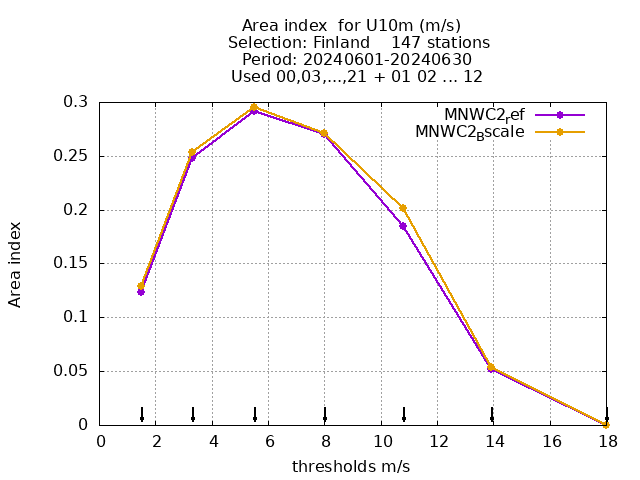 Area index  for U10m (m/s)
Selection: Finland    147 stations
Period: 20240601-20240630
Used 00,03,...,21 + 01 02 ... 12
MNWC2ref
MNWC2Bscale
0.3
0.25
0.2
0.15
0.1
0.05
0
Area index
0 2 4 6 8 10 12 14 16 18
thresholds m/s